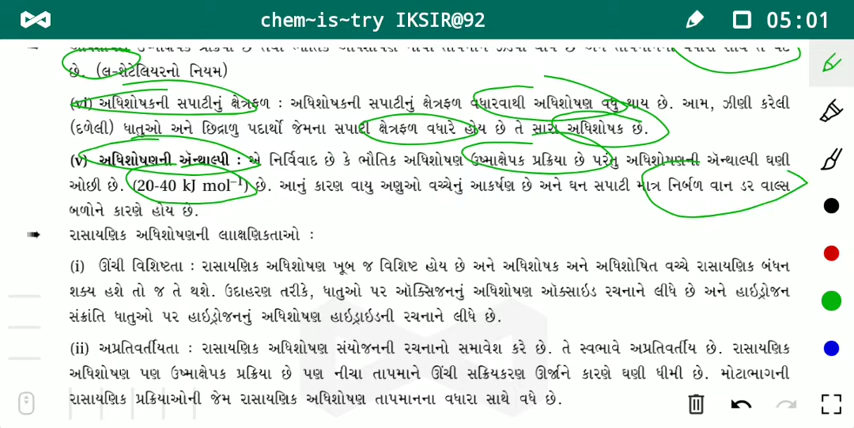 chem~is~try IKSIR@92
05:01
છે. (લ-શેટેલિયરનો નિયમ)
(vi) અધિશોષકની સપાટીનું ક્ષેત્રફળ : અધિશોષકની સપાટીનું ક્ષેત્રફળ વધારવાથી અધિશોષણ વધુ થાય છે. આમ, ઝીણી કરેલી
(દળેલી) ધાતુઓ અને છિદ્રાળુ પદાર્થો જેમના સપાટી ક્ષેત્રફળ વધારે હોય છે તે સારા અધિશોષક છે.
(v) અધિશોષણની ઍન્થાલ્પી : એ નિર્વિવાદ છે કે ભૌતિક અધિશોષણ ઉષ્માક્ષેપક પ્રક્રિયા છે પરંતુ અધિશોષણની ઍન્થાલ્પી ઘણી
ઓછી છે. (20-40 kJ mol⁻¹) છે. આનું કારણ વાયુ અણુઓ વચ્ચેનું આકર્ષણ છે અને ઘન સપાટી માત્ર નિર્બળ વાન ડર વાલ્સ
બળોને કારણે હોય છે.
➠ રાસાયણિક અધિશોષણની લાાક્ષણિકતાઓ :
(i) ઊંચી વિશિષ્ટતા : રાસાયણિક અધિશોષણ ખૂબ જ વિશિષ્ટ હોય છે અને અધિશોષક અને અધિશોષિત વચ્ચે રાસાયણિક બંધન
શક્ય હશે તો જ તે થશે. ઉદાહરણ તરીકે, ધાતુઓ પર ઑક્સિજનનું અધિશોષણ ઑક્સાઇડ રચનાને લીધે છે અને હાઇડ્રોજન
સંક્રાંતિ ધાતુઓ પર હાઇડ્રોજનનું અધિશોષણ હાઇડ્રાઇડની રચનાને લીધે છે.
(ii) અપ્રતિવર્તીયતા : રાસાયણિક અધિશોષણ સંયોજનની રચનાનો સમાવેશ કરે છે. તે સ્વભાવે અપ્રતિવર્તીય છે. રાસાયણિક
અધિશોષણ પણ ઉષ્માક્ષેપક પ્રક્રિયા છે પણ નીચા તાપમાને ઊંચી સક્રિયકરણ ઊર્જાને કારણે ઘણી ધીમી છે. મોટાભાગની
રાસાયણિક પ્રક્રિયાઓની જેમ રાસાયણિક અધિશોષણ તાપમાનના વધારા સાથે વધે છે.